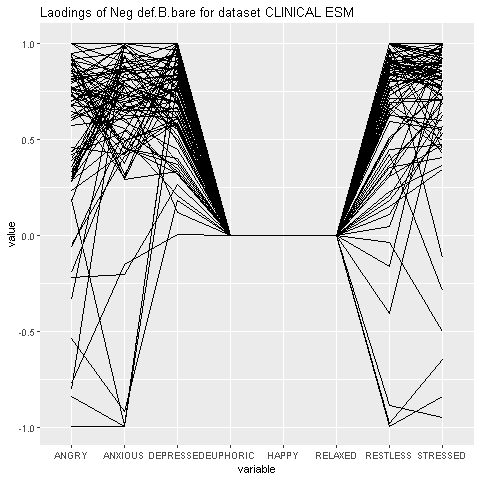 Laodings of Neg def.B.bare for dataset CLINICAL ESM
value
1.0
0.5
0.0
-0.5
-1.0
ANGRY ANXIOUS DEPRESSEDEUPHORIC HAPPY RELAXED RESTLESS STRESSED
variable